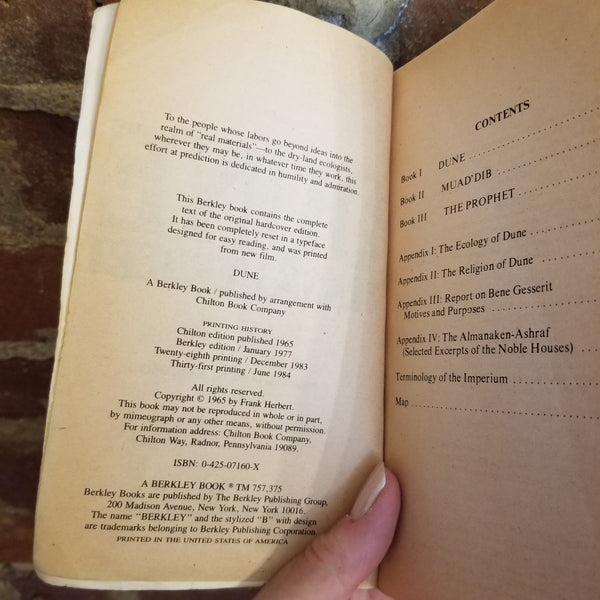 To the people whose labors go beyond ideas into the
realm of "real materials"—to the dry-land ecologists,
wherever they may be, in whatever time they work, this
effort at prediction is dedicated in humility and admiration.
This Berkley book contains the complete
text of the original hardcover edition.
It has been completely reset in a typeface
designed for easy reading, and was printed
from new film.
DUNE
A Berkley Book / published by arrangement with
Chilton Book Company
PRINTING HISTORY
Chilton edition published 1965
Berkley edition / January 1977
Twenty-eighth printing / December 1983
Thirty-first printing / June 1984
All rights reserved.
Copyright © 1965 by Frank Herbert.
This book may not be reproduced in whole or in part,
by mimeograph or any other means, without permission.
For information address: Chilton Book Company,
Chilton Way, Radnor, Pennsylvania 19089.
ISBN: 0-425-07160-X
A BERKLEY BOOK ® TM 757,375
Berkley Books are published by The Berkley Publishing Group,
200 Madison Avenue, New York, New York 10016.
The name "BERKLEY" and the stylized "B" with design
are trademarks belonging to Berkley Publishing Corporation.
PRINTED IN THE UNITED STATES OF AMERICA
CONTENTS
Book I DUNE
Book II MUAD'DIB
Book III THE PROPHET
Appendix I: The Ecology of Dune
Appendix II: The Religion of Dune
Appendix III: Report on Bene Gesserit
Motives and Purposes
Appendix IV: The Almanaken-Ashraf
(Selected Excerpts of the Noble Houses)
Terminology of the Imperium
Map